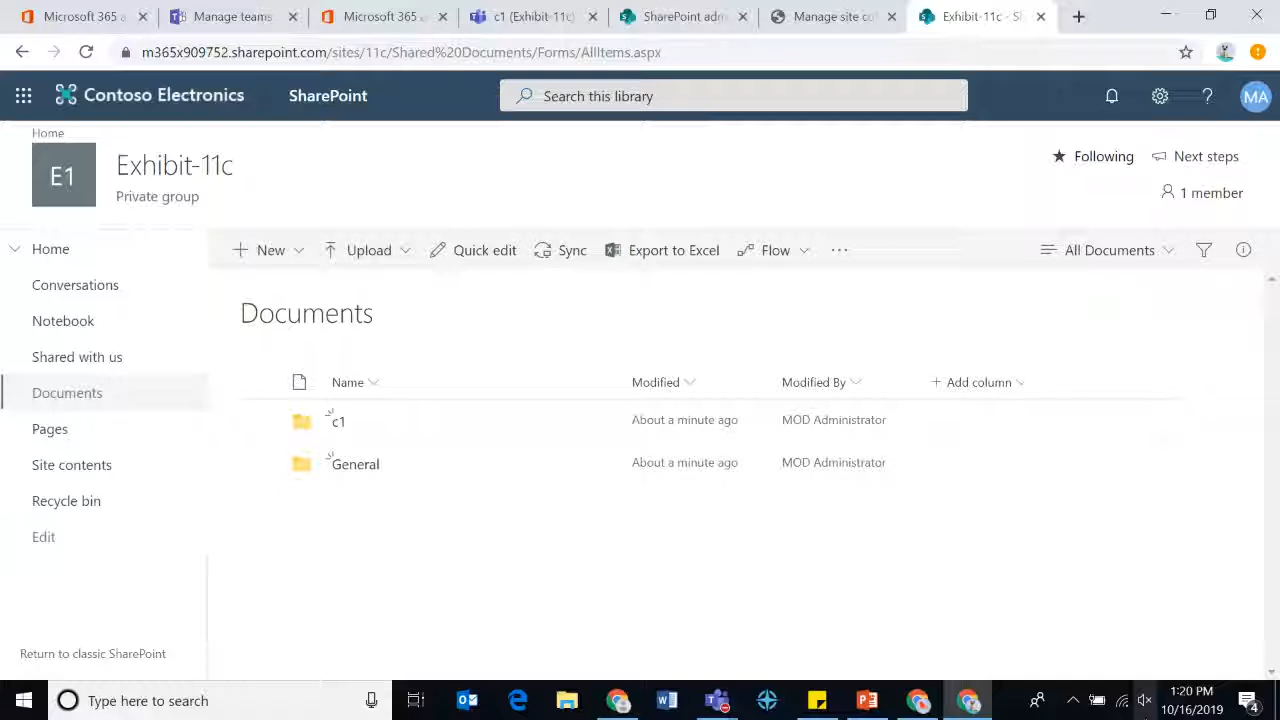 Microsoft 365 a
Manage teams
Microsoft 365 a
c1 (Exhibit-11c)
SharePoint adm
Manage site co
Exhibit-11c - Sh
m365x909752.sharepoint.com/sites/11c/Shared%20Documents/Forms/AllItems.aspx
Contoso Electronics
SharePoint
Search this library
MA
Home
E1
Exhibit-11c
Private group
Following
Next steps
1 member
Home
Conversations
Notebook
Shared with us
Documents
Pages
Site contents
Recycle bin
Edit
Return to classic SharePoint
New
Upload
Quick edit
Sync
Export to Excel
Flow
All Documents
Documents
Name Modified Modified By Add column
c1 About a minute ago MOD Administrator
General About a minute ago MOD Administrator
Type here to search
1:20 PM
10/16/2019
4